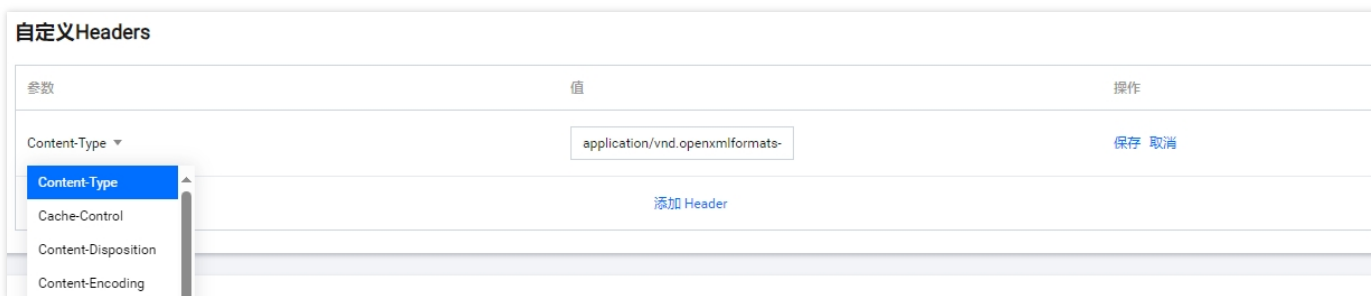 自定义Headers
参数 值 操作
Content-Type application/vnd.openxmlformats- 保存 取消
Content-Type
添加 Header
Cache-Control
Content-Disposition
Content-Encoding